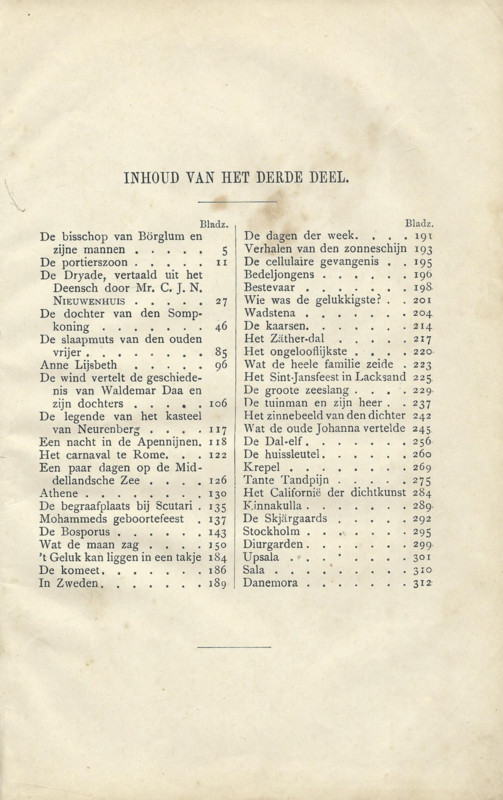 INHOUD VAN HET DERDE DEEL.
Bladz.
De bisschop van Börglum en
zijne mannen . . . . . 5
De portierszoon . . . . . 11
De Dryade, vertaald uit het
Deensch door Mr. C. J. N.
NIEUWENHUIS . . . . . 27
De dochter van den Somp-
koning . . . . . . . 46
De slaapmuts van den ouden
vrijer . . . . . . . . 85
Anne Lijsbeth . . . . . . 96
De wind vertelt de geschiede-
nis van Waldemar Daa en
zijn dochters . . . . . 106
De legende van het kasteel
van Neurenberg . . . . 117
Een nacht in de Apennijnen. 118
Het carnaval te Rome. . . 122
Een paar dagen op de Mid-
dellandsche Zee . . . . 126
Athene . . . . . . . . 130
De begraafplaats bij Scutari . 135
Mohammeds geboortefeest . 137
De Bosporus . . . . . 143
Wat de maan zag . . . . 150
't Geluk kan liggen in een takje 184
De komeet. . . . . . . 186
In Zweden. . . . . . . 189
Bladz.
De dagen der week. . . . 191
Verhalen van den zonneschijn 193
De cellulaire gevangenis . . 195
Bedeljongens . . . . . . 196
Bestevaar . . . . . . . 198
Wie was de gelukkigste? . . 201
Wadstena . . . . . . . 204
De kaarsen. . . . . . . 214
Het Zäther-dal . . . . . 217
Het ongelooflijkste . . . . 220
Wat de heele familie zeide . 223
Het Sint-Jansfeest in Lacksand 225
De groote zeeslang . . . . 229
De tuinman en zijn heer . . 237
Het zinnebeeld van den dichter 242
Wat de oude Johanna vertelde 245
De Dal-elf . . . . . . . 256
De huissleutel. . . . . . 260
Krepel . . . . . . . . 269
Tante Tandpijn . . . . . 275
Het Californië der dichtkunst 284
Kinnakulla . . . . . . . 289
De Skjärgaards . . . . . 292
Stockholm . . . . . . . 295
Djurgarden . . . . . . . 299
Upsala . . . . . . . . 301
Sala . . . . . . . . . 310
Danemora . . . . . . . 312